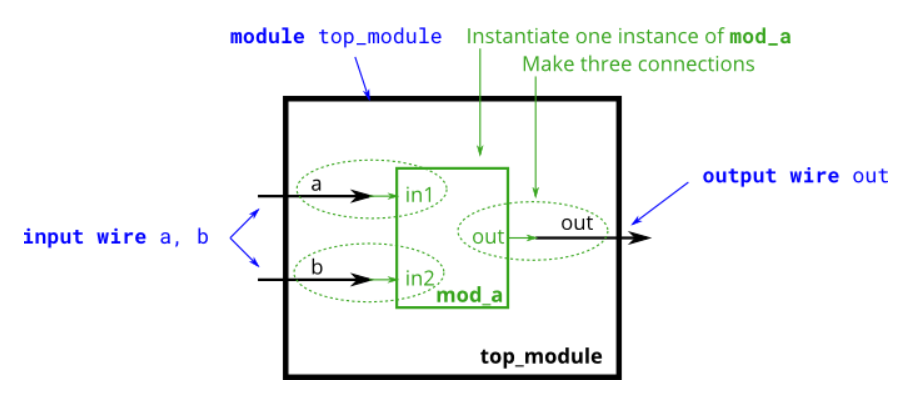 module top_module
Instantiate one instance of mod_a
Make three connections
a
in1
output wire out
input wire a, b
out
out
b
in2
mod_a
top_module